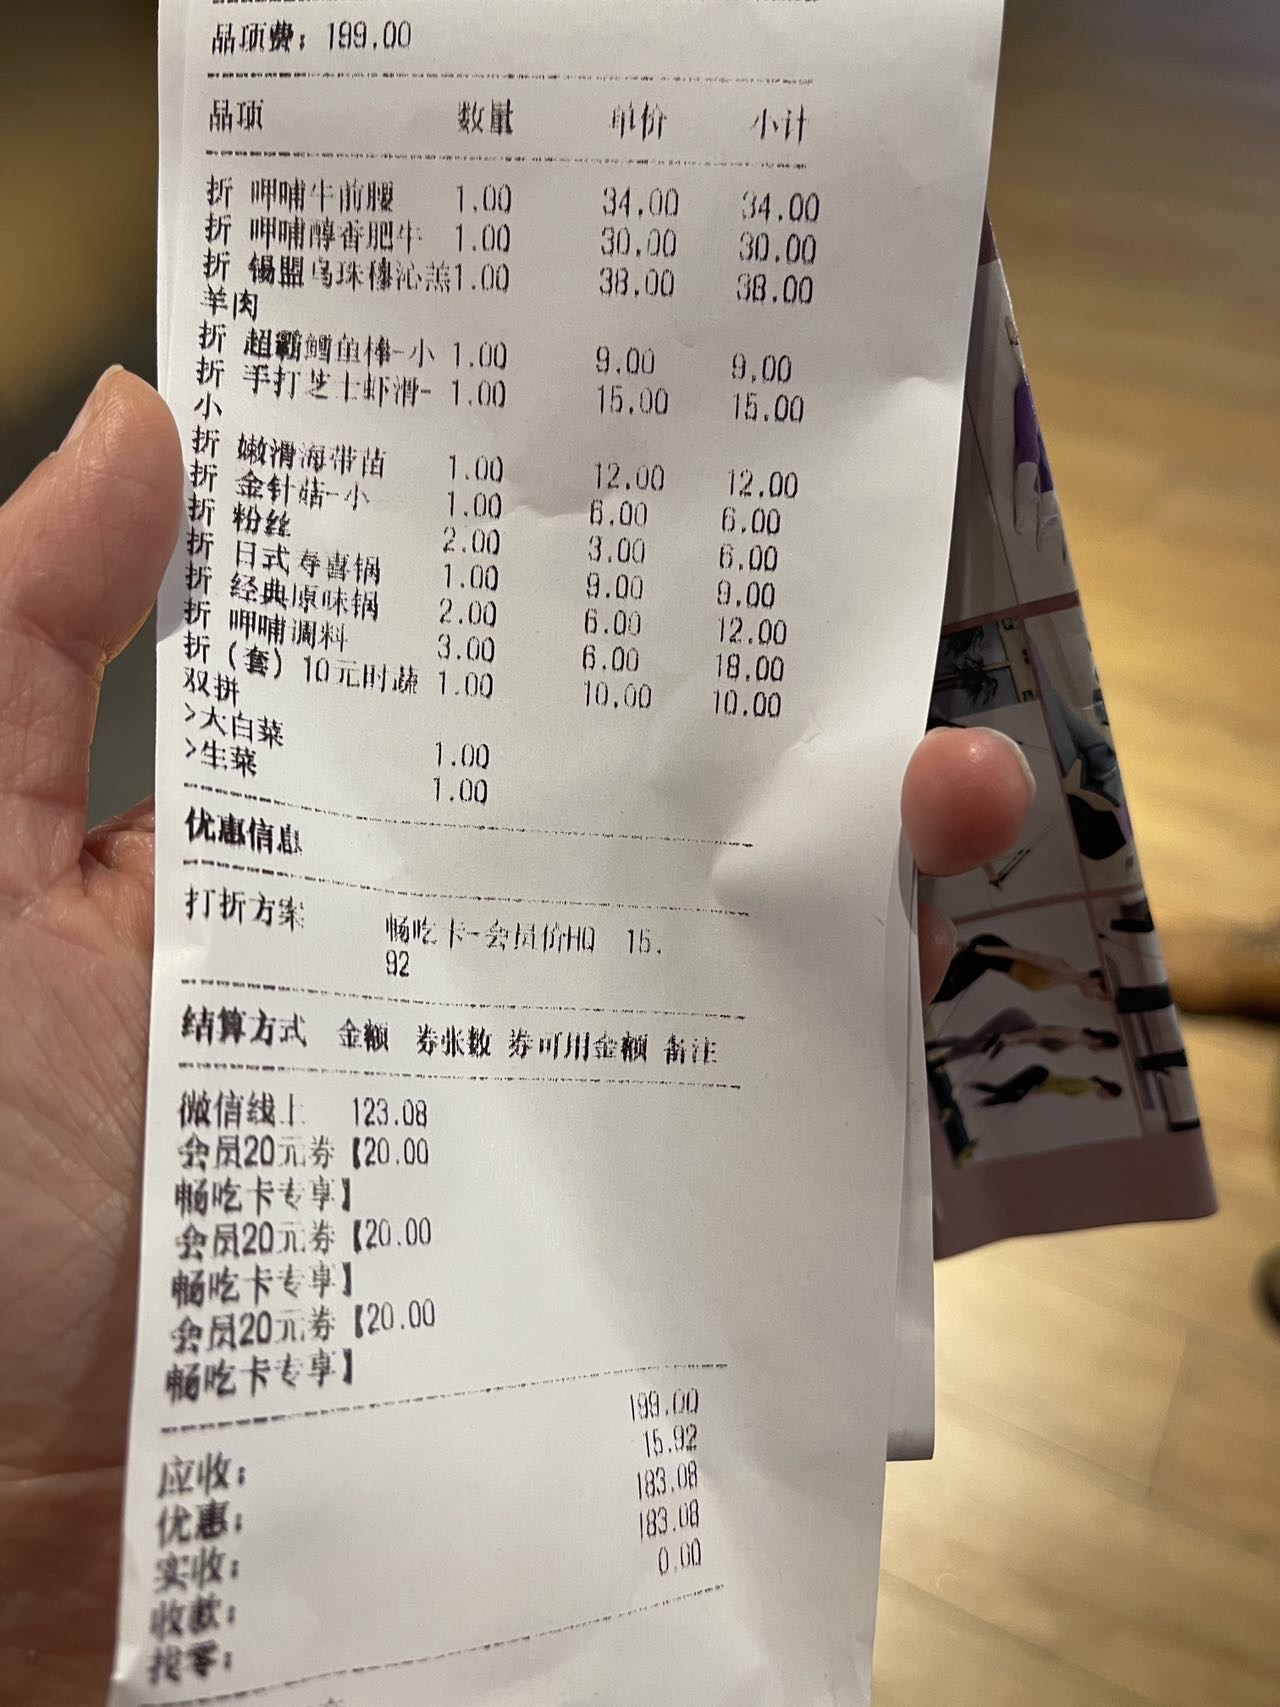 品项费：199.00
品项 数量 单价 小计
折 呷哺牛前腰 1.00 34.00 34.00
折 呷哺醇香肥牛 1.00 30.00 30.00
折 锡盟乌珠穆沁羔 1.00 38.00 38.00
羊肉
折 超霸鳕鱼棒-小 1.00 9.00 9.00
折 手打芝士虾滑- 1.00 15.00 15.00
小
折 嫩滑海带苗 1.00 12.00 12.00
折 金针菇-小 1.00 6.00 6.00
折 粉丝 2.00 3.00 6.00
折 日式寿喜锅 1.00 9.00 9.00
折 经典原味锅 2.00 6.00 12.00
折 呷哺调料 3.00 6.00 18.00
折（套）10元时蔬 1.00 10.00 10.00
双拼
>大白菜 1.00
>生菜 1.00
优惠信息
打折方案 畅吃卡-会员价HQ 15.
92
结算方式 金额 券张数 券可用金额 备注
微信线上 123.08
会员20元券【 20.00
畅吃卡专享】
会员20元券【 20.00
畅吃卡专享】
会员20元券【 20.00
畅吃卡专享】
应收： 199.00
优惠： 15.92
实收： 183.08
收款： 183.08
找零： 0.00